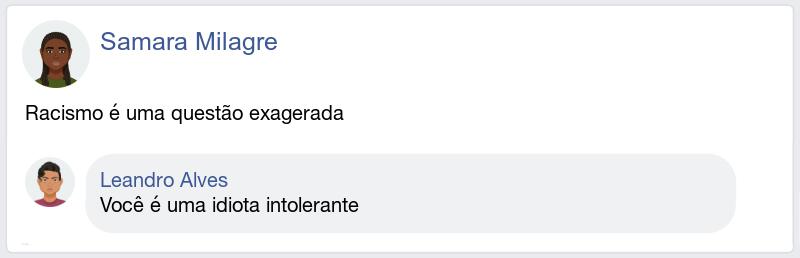 Samara Milagre
Racismo é uma questão exagerada
Leandro Alves
Você é uma idiota intolerante